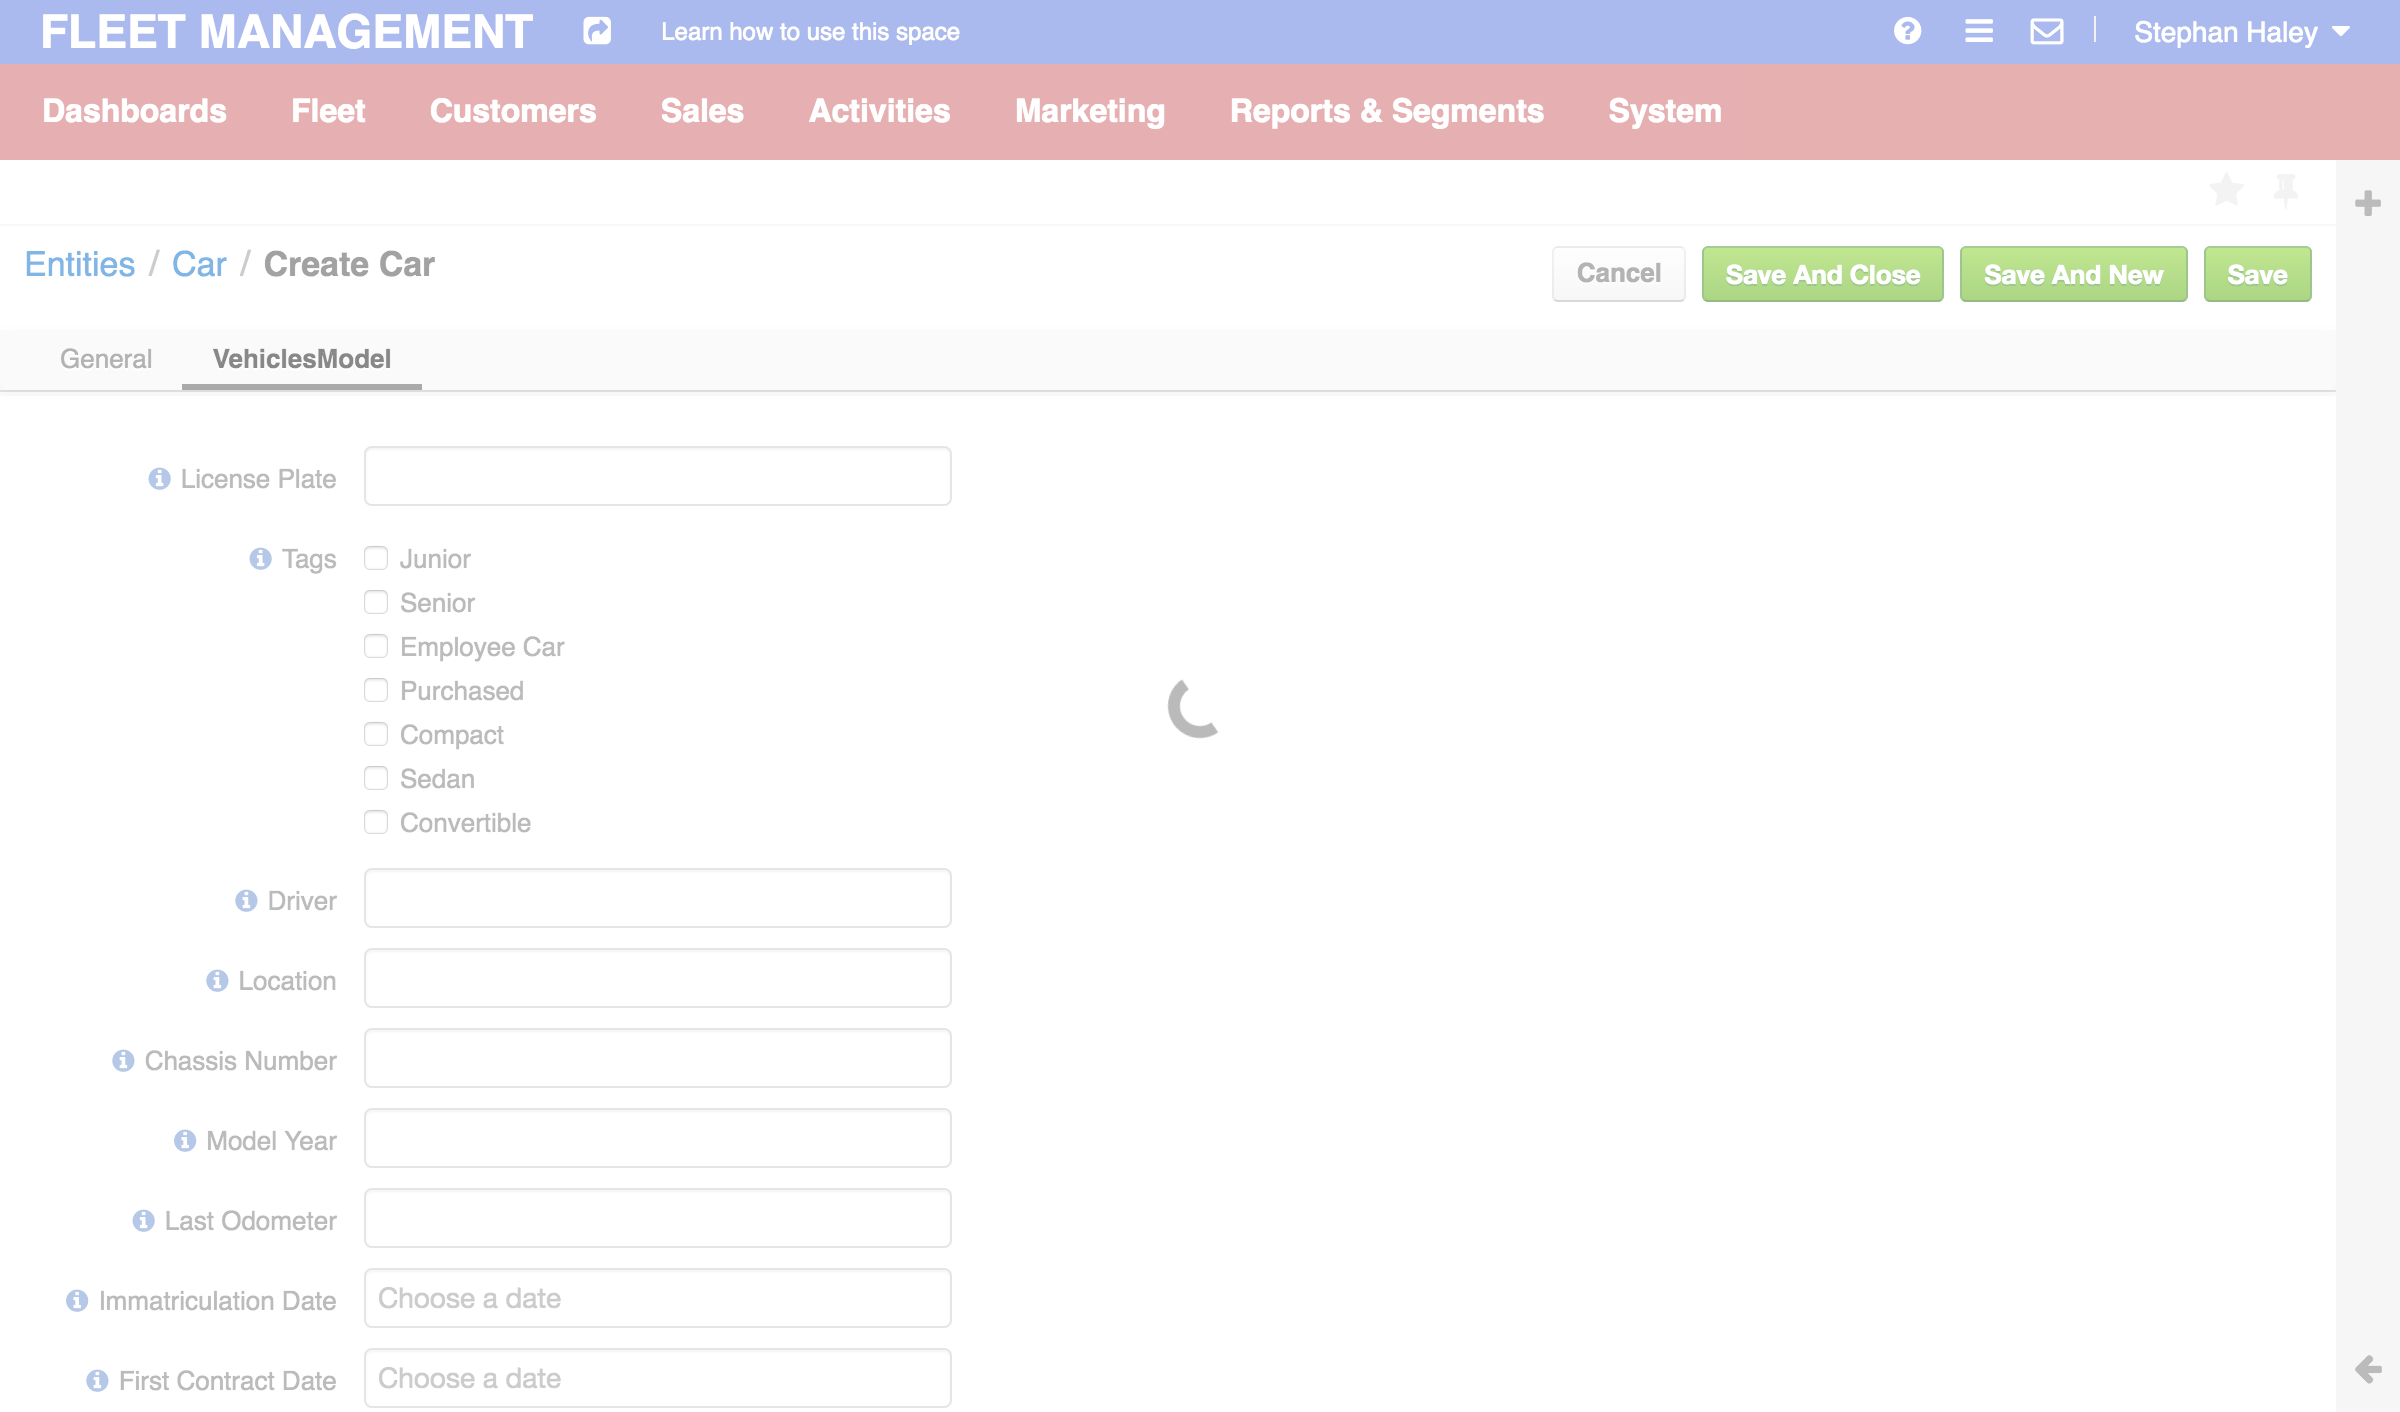 FLEET MANAGEMENT Learn how to use this space Stephan Haley
Dashboards Fleet Customers Sales Activities Marketing Reports & Segments System
Entities / Car / Create Car Cancel Save And Close Save And New Save
General VehiclesModel
License Plate
Tags Junior
Senior
Employee Car
Purchased
Compact
Sedan
Convertible
Driver
Location
Chassis Number
Model Year
Last Odometer
Immatriculation Date Choose a date
First Contract Date Choose a date